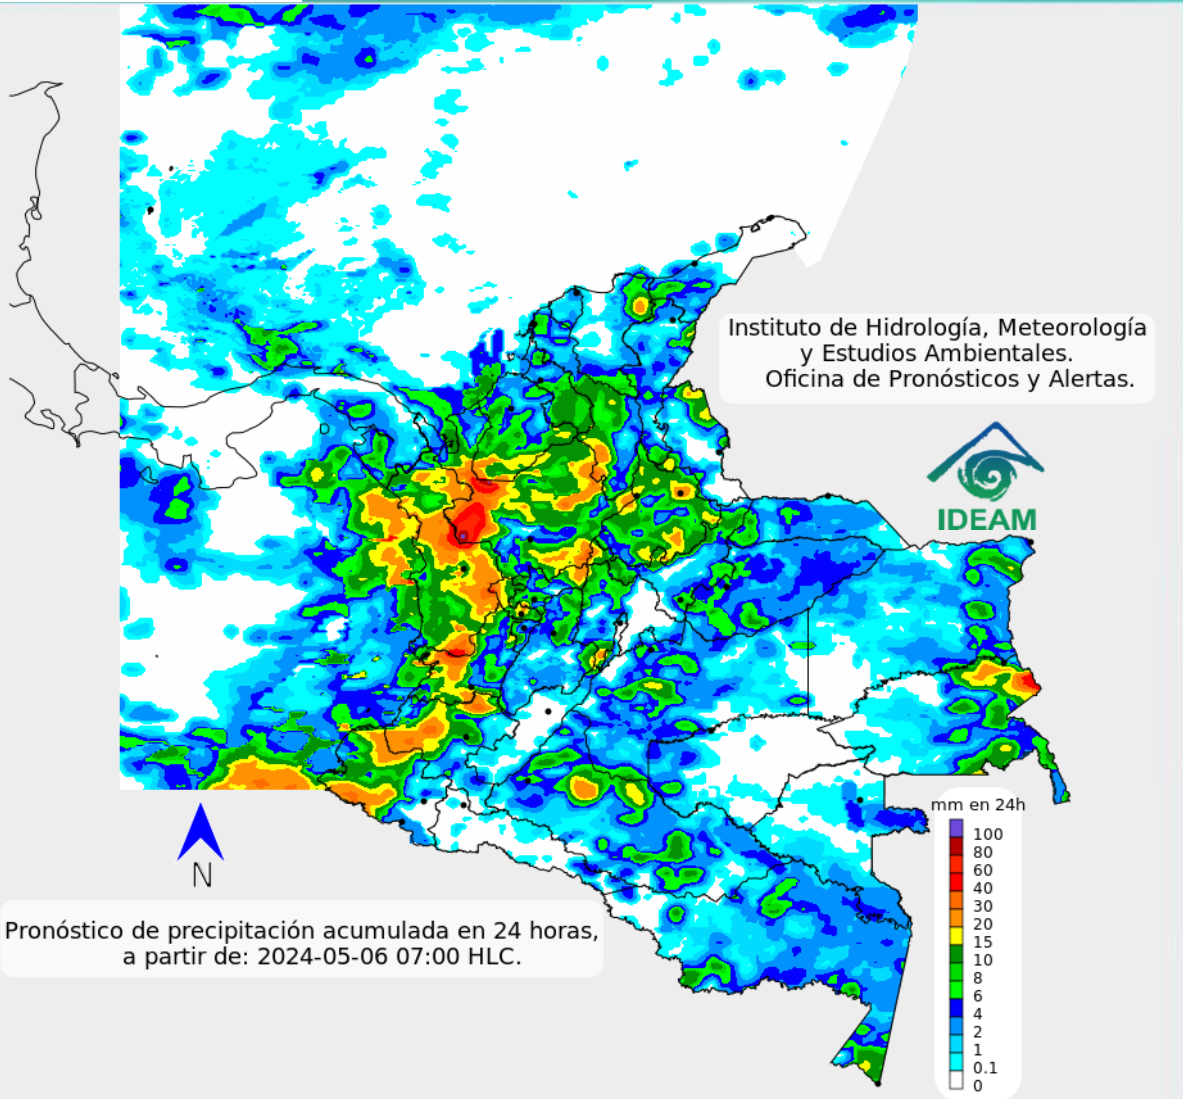 Instituto de Hidrología, Meteorología
y Estudios Ambientales.
Oficina de Pronósticos y Alertas.
IDEAM
mm en 24h
100
80
60
40
30
20
15
10
8
6
4
2
1
0.1
0
N
Pronóstico de precipitación acumulada en 24 horas,
a partir de: 2024-05-06 07:00 HLC.